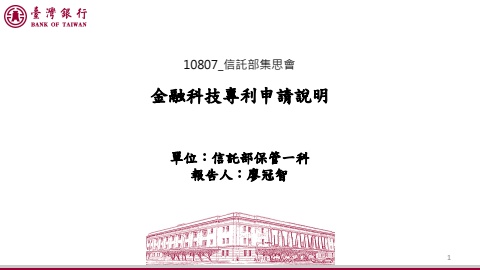 臺灣銀行
BANK OF TAIWAN
10807_信託部集思會
金融科技專利申請說明
單位：信託部保管一科
報告人：廖冠智
1